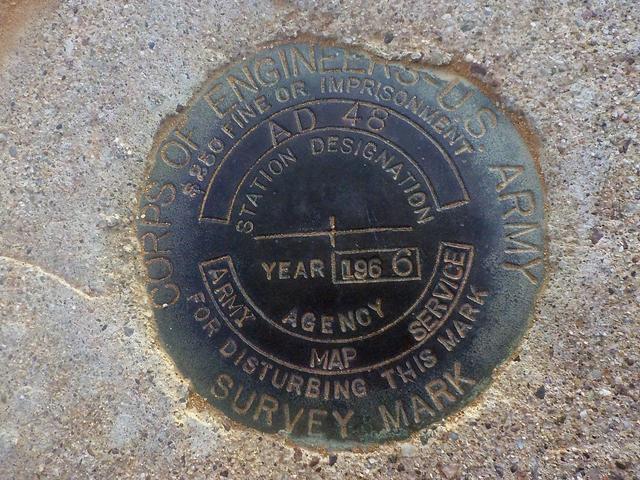 CORPS OF ENGINEERS-U.S. ARMY
$250 FINE OR IMPRISONMENT
AD 48
STATION DESIGNATION
YEAR 1966
AGENCY
ARMY MAP SERVICE
FOR DISTURBING THIS MARK
SURVEY MARK